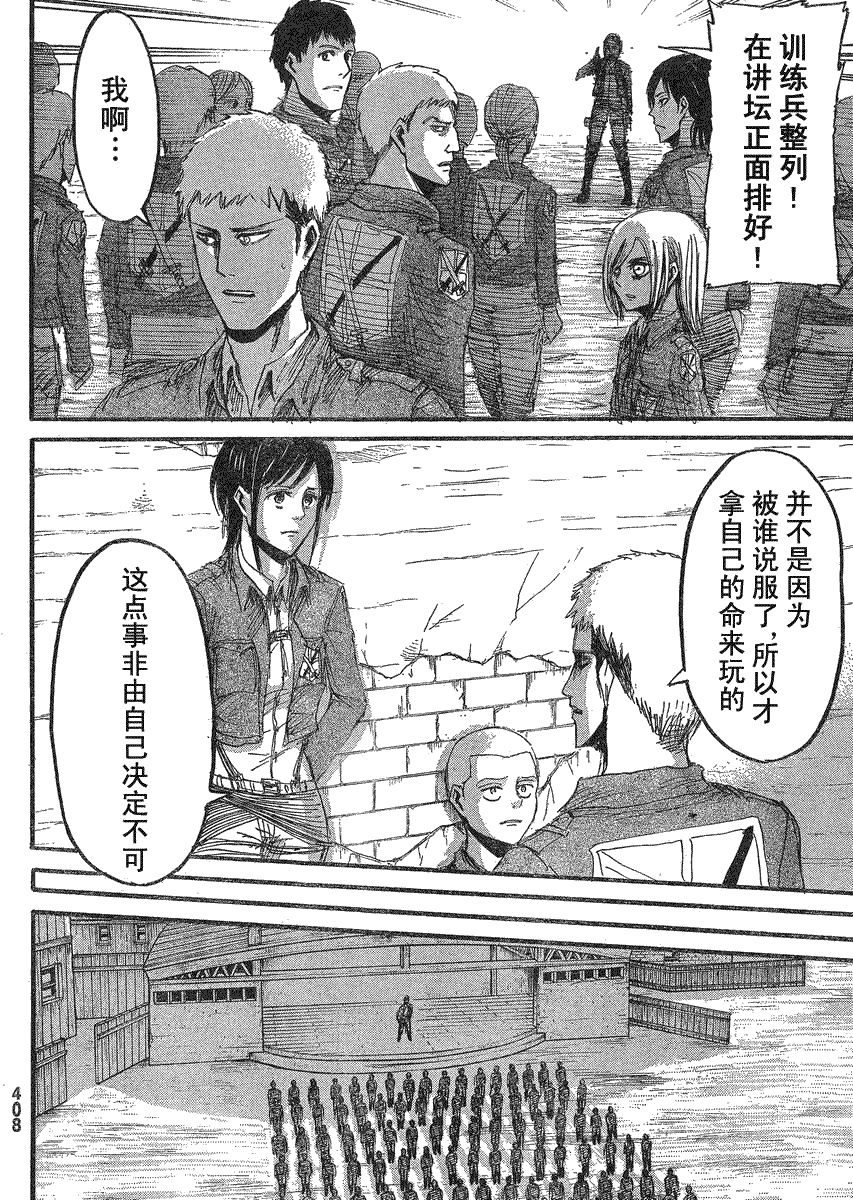 训练兵整列！
在讲坛正面排好！
我啊…
并不是因为
被谁说服了，所以才
拿自己的命来玩的
这点事非由自己决定不可
408